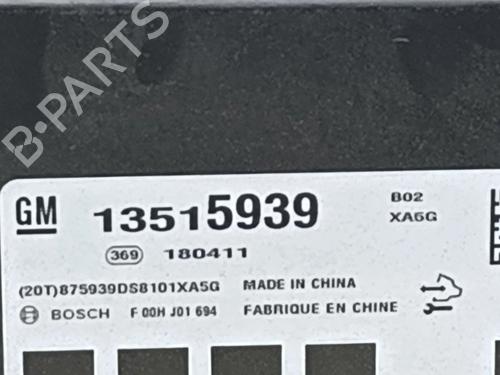 B-PARTS
GM 13515939 B02
XA5G
369 180411
(20T)875939DS8101XA5G MADE IN CHINA
BOSCH F 00H J01 694 FABRIQUE EN CHINE